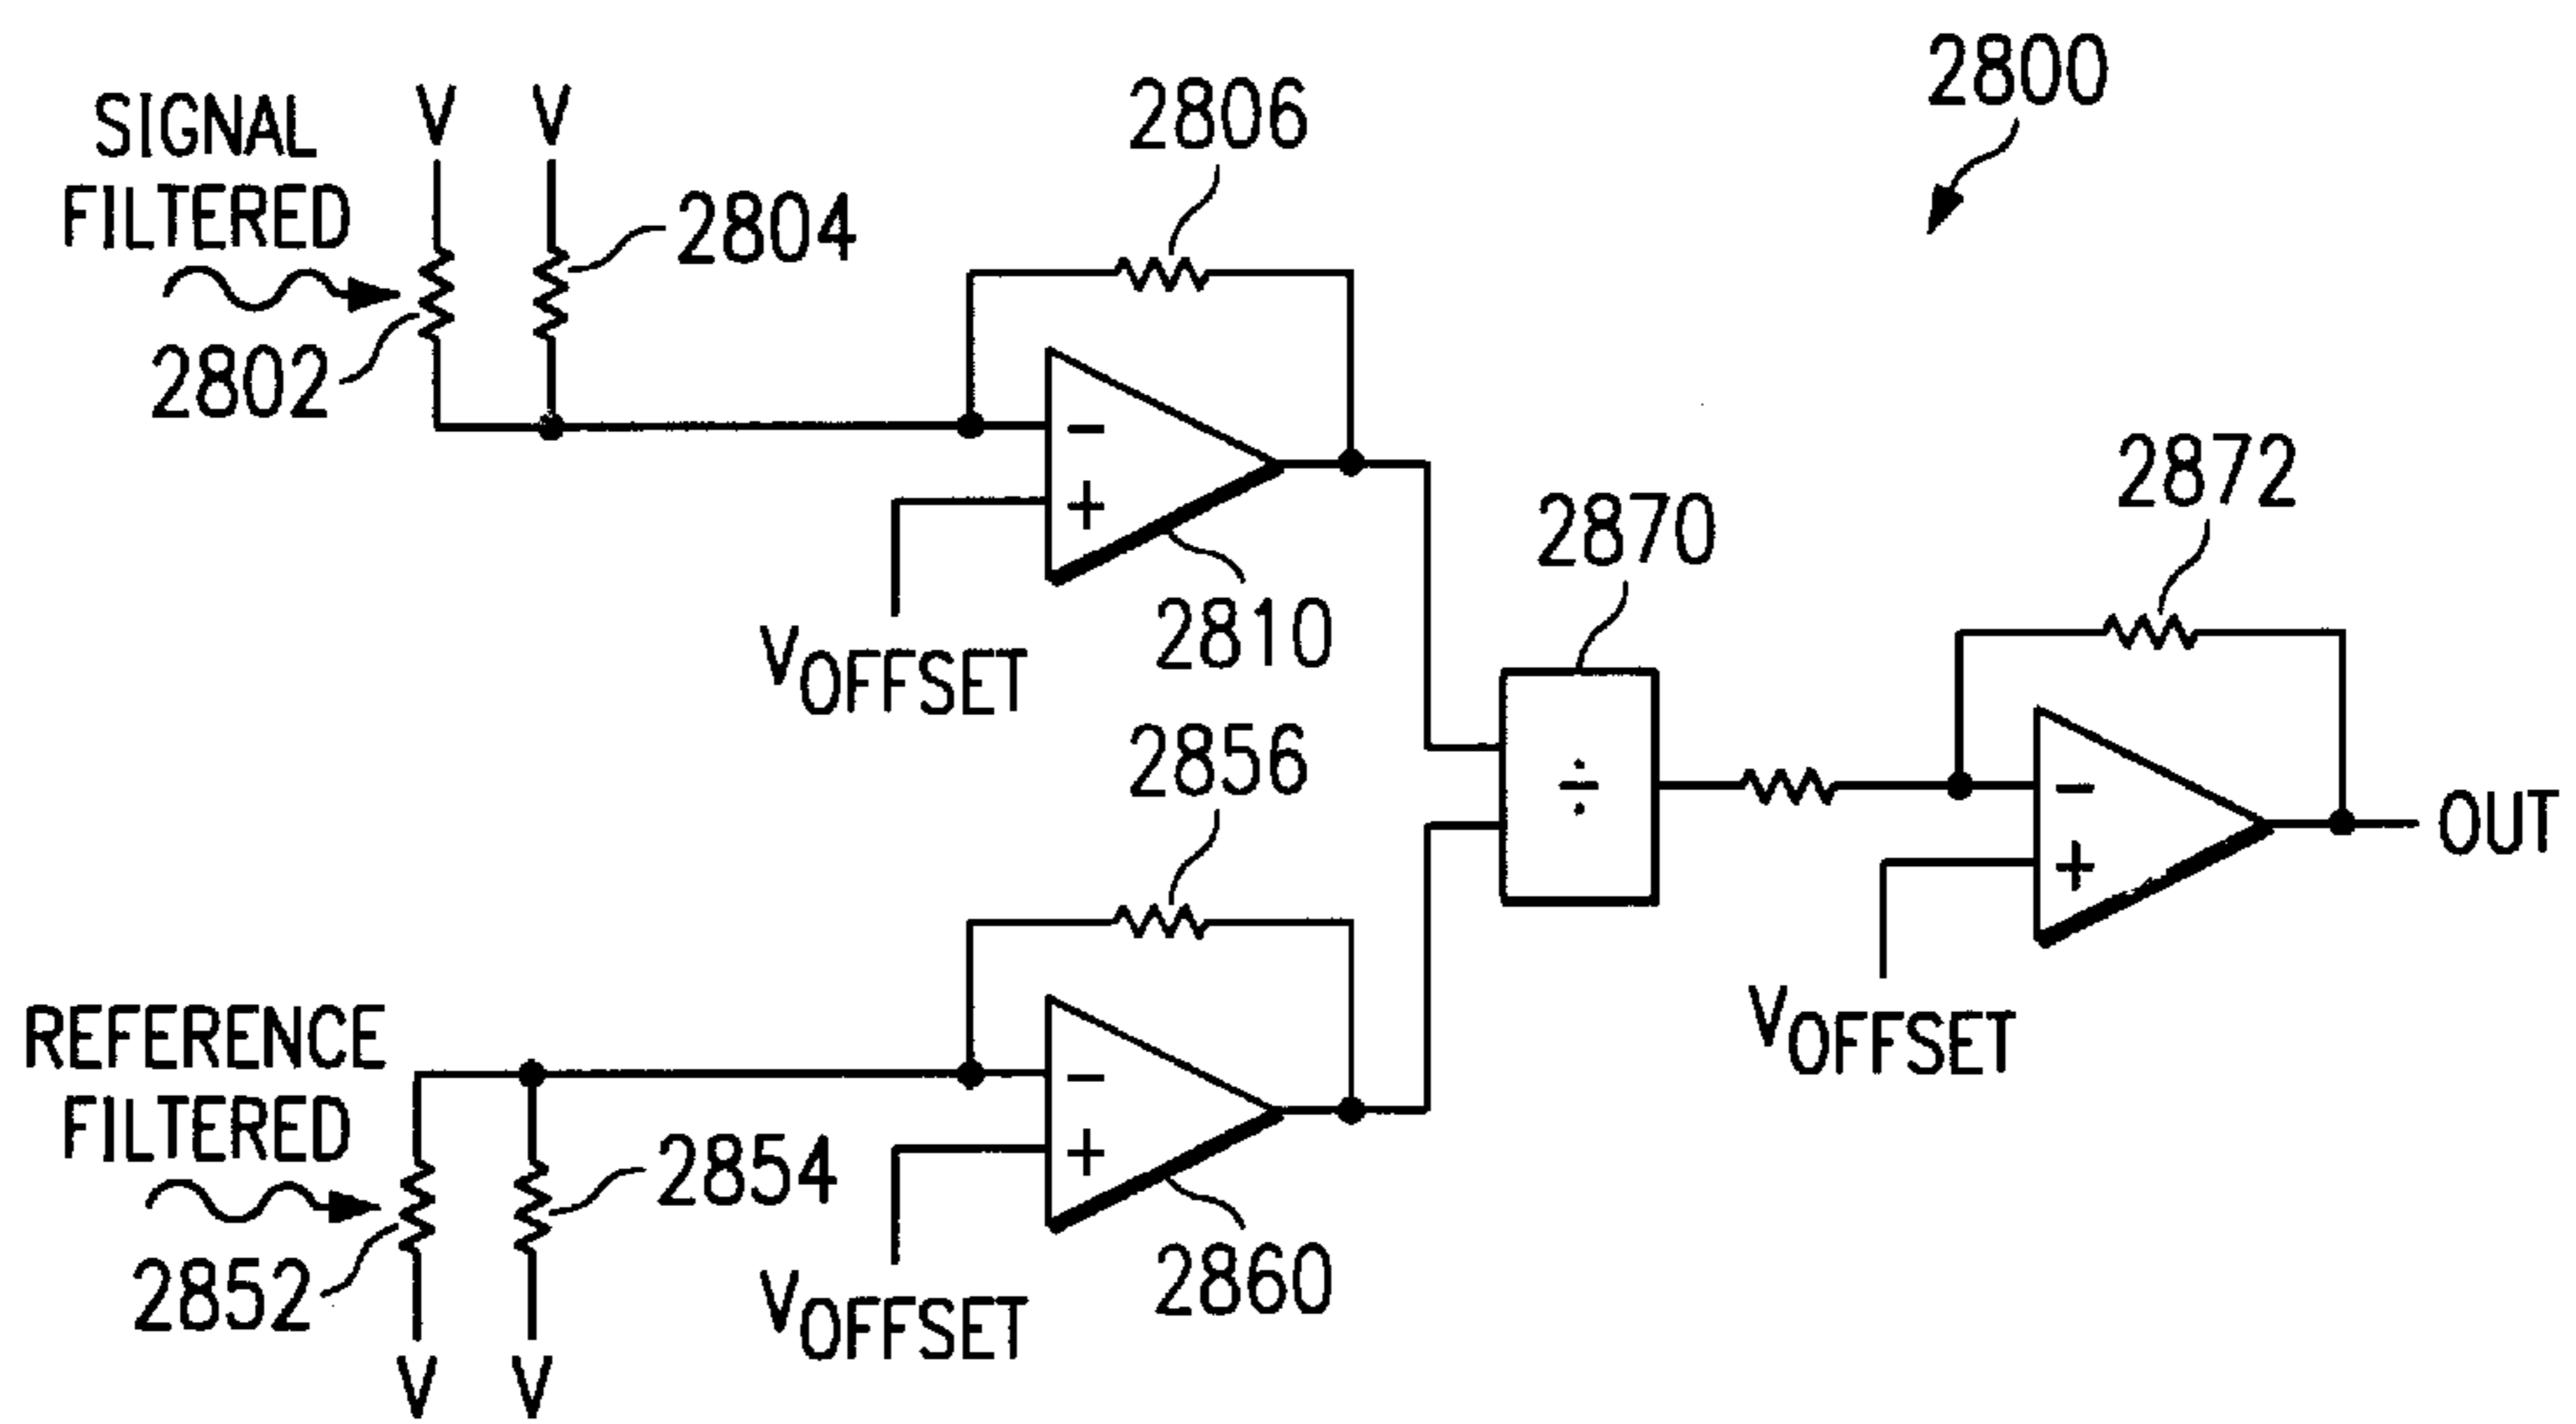 2800
SIGNAL
FILTERED
V
V
2804
2802
2806
-
+
2810
VOFFSET
2870
÷
2872
-
+
OUT
VOFFSET
2856
-
+
2860
VOFFSET
REFERENCE
FILTERED
2854
2852
V
V